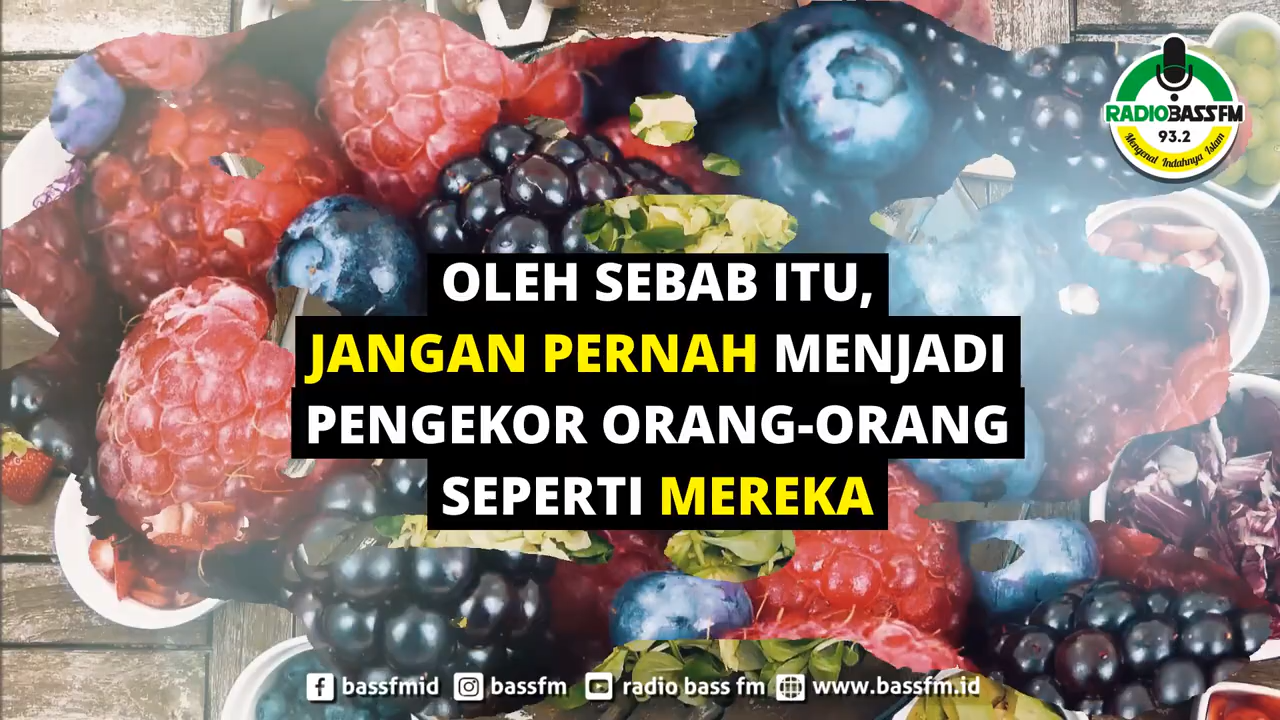 RADIOBASSFM
93.2
Mengenal Indahnya Islam
OLEH SEBAB ITU,
JANGAN PERNAH MENJADI
PENGEKOR ORANG-ORANG
SEPERTI MEREKA
bassfmid bassfm radio bass fm www.bassfm.id